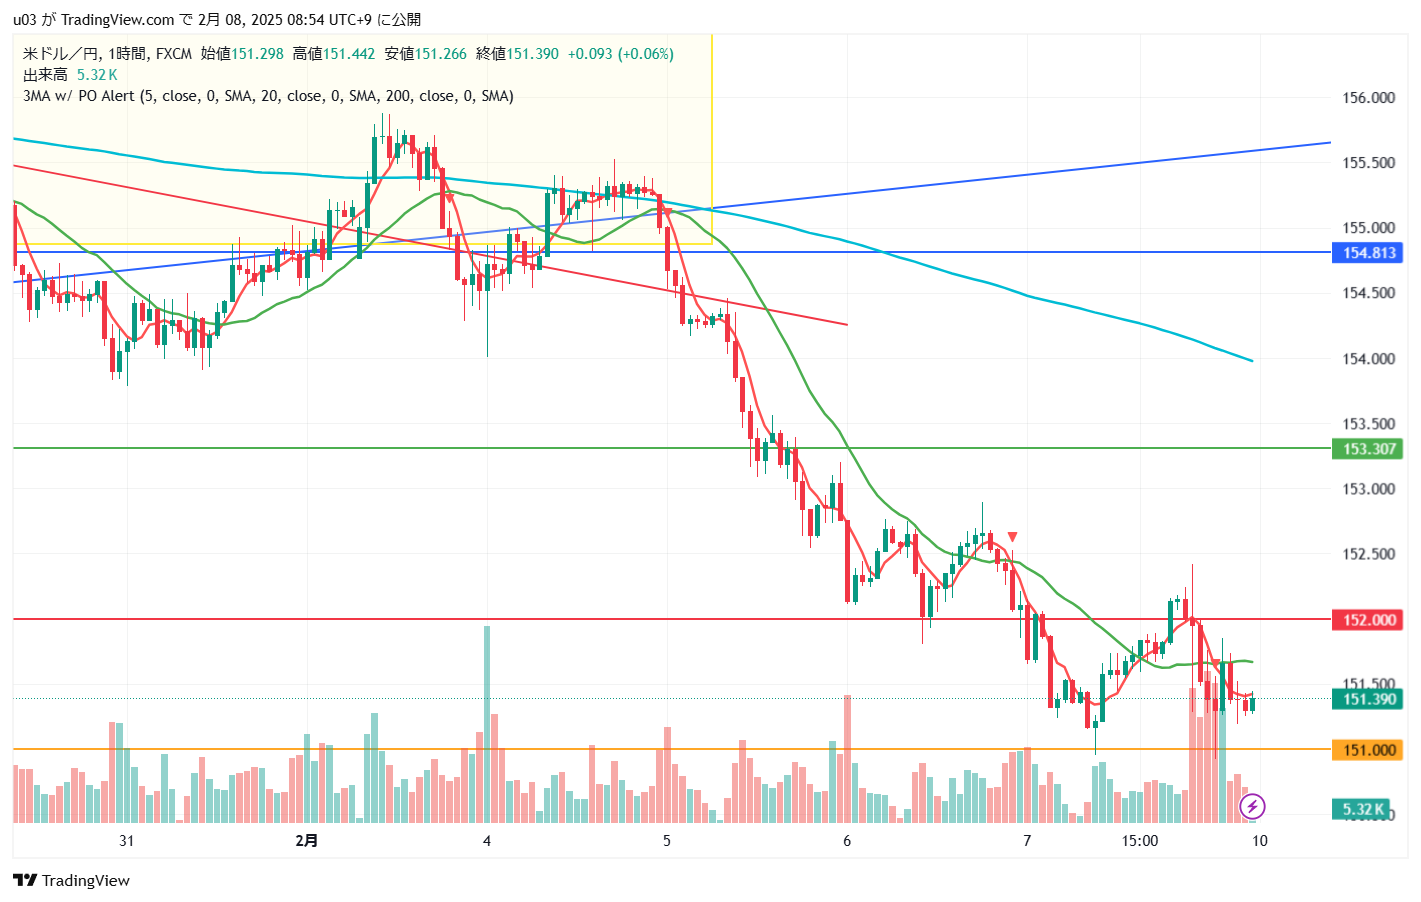 u03 が TradingView.com で 2月 08, 2025 08:54 UTC+9 に公開
米ドル／円, 1時間, FXCM 始値151.298 高値151.442 安値151.266 終値151.390 +0.093 (+0.06%)
出来高 5.32 K
3MA w/ PO Alert (5, close, 0, SMA, 20, close, 0, SMA, 200, close, 0, SMA)
156.000
155.500
155.000
154.813
154.500
154.000
153.500
153.307
153.000
152.500
152.000
151.500
151.390
151.000
5.32 K
31 2月 4 5 6 7 15:00 10
TradingView